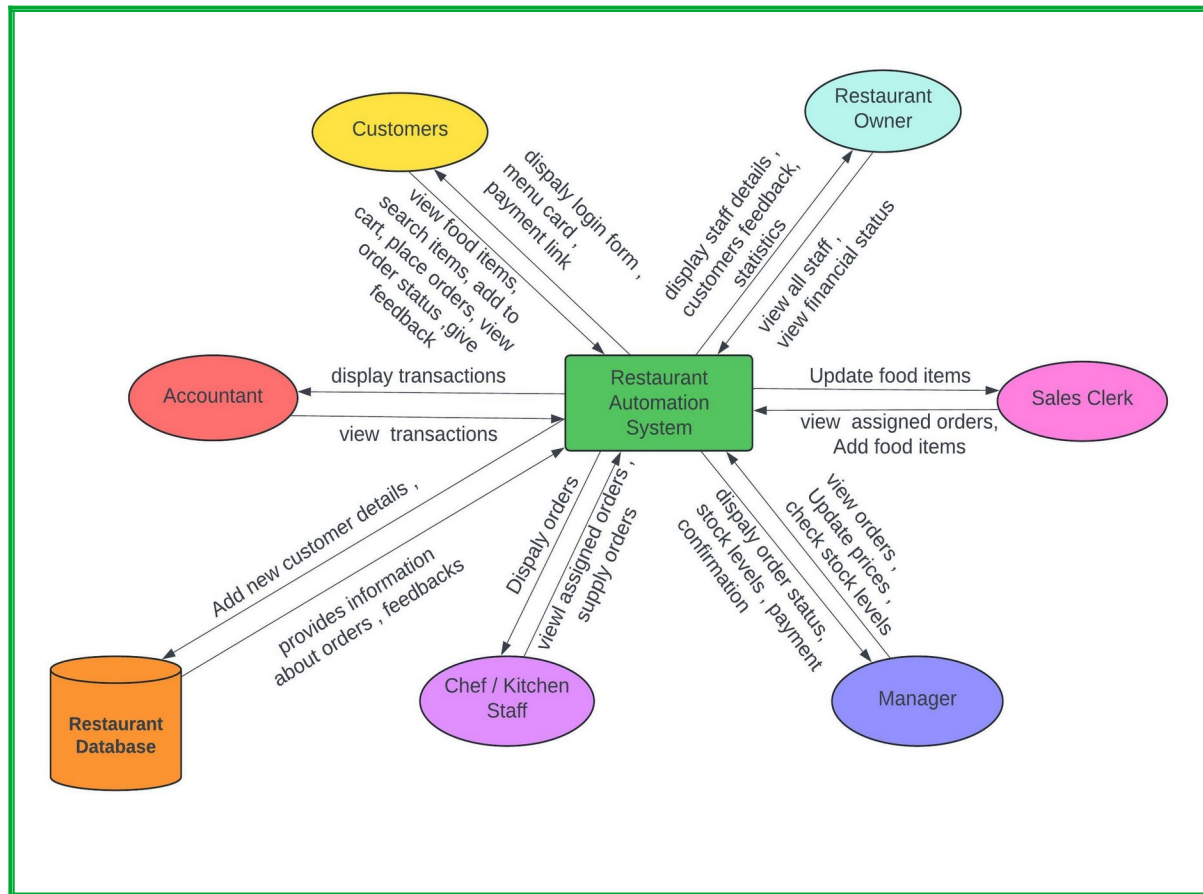 Customers
Restaurant
Owner
dispaly login form ,
menu card ,
payment link
view food items,
search items, add to
cart, place orders, view
order status ,give
feedback
display staff details ,
customers feedback,
statistics
view all staff ,
view financial status
Accountant
display transactions
view transactions
Restaurant
Automation
System
Update food items
view assigned orders,
Add food items
Sales Clerk
Add new customer details ,
provides information
about orders , feedbacks
Dispaly orders
viewl assigned orders ,
supply orders
dispaly order status,
stock levels , payment
confirmation
view orders ,
Update prices ,
check stock levels
Restaurant
Database
Chef / Kitchen
Staff
Manager